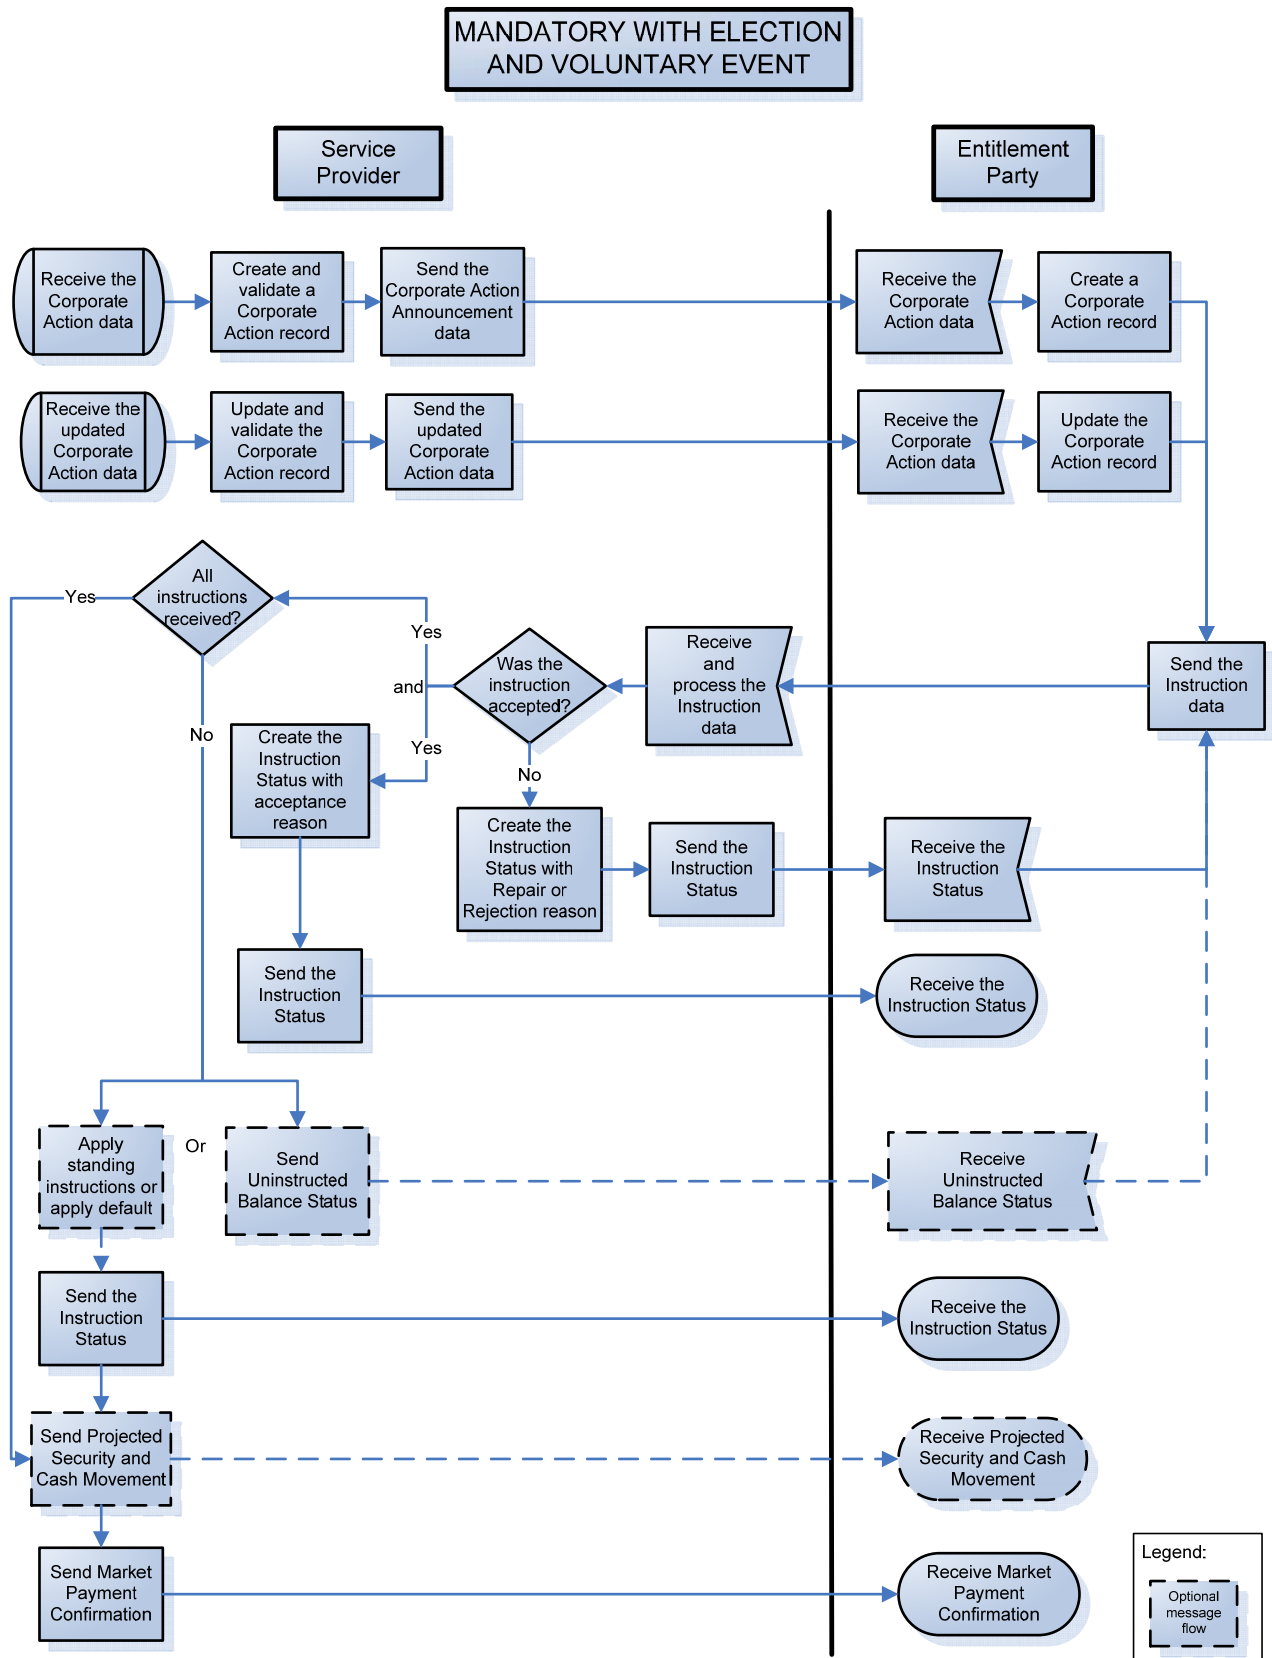 MANDATORY WITH ELECTION
AND VOLUNTARY EVENT
Service
Provider
Entitlement
Party
Receive the
Corporate
Action data
Create and
validate a
Corporate
Action record
Send the
Corporate Action
Announcement
data
Receive the
Corporate
Action data
Create a
Corporate
Action record
Receive the
updated
Corporate
Action data
Update and
validate the
Corporate
Action record
Send the
updated
Corporate
Action data
Receive the
Corporate
Action data
Update the
Corporate
Action record
All
instructions
received?
Yes
Yes
and
Yes
No
Was the
instruction
accepted?
No
Receive
and
process the
Instruction
data
Send the
Instruction
data
Create the
Instruction
Status with
acceptance
reason
Create the
Instruction
Status with
Repair or
Rejection reason
Send the
Instruction
Status
Receive the
Instruction
Status
Send the
Instruction
Status
Receive the
Instruction Status
Apply
standing
instructions or
apply default
Or
Send
Uninstructed
Balance Status
Receive
Uninstructed
Balance Status
Send the
Instruction
Status
Receive the
Instruction Status
Send Projected
Security and
Cash Movement
Receive Projected
Security and Cash
Movement
Send Market
Payment
Confirmation
Receive Market
Payment
Confirmation
Legend:
Optional
message
flow